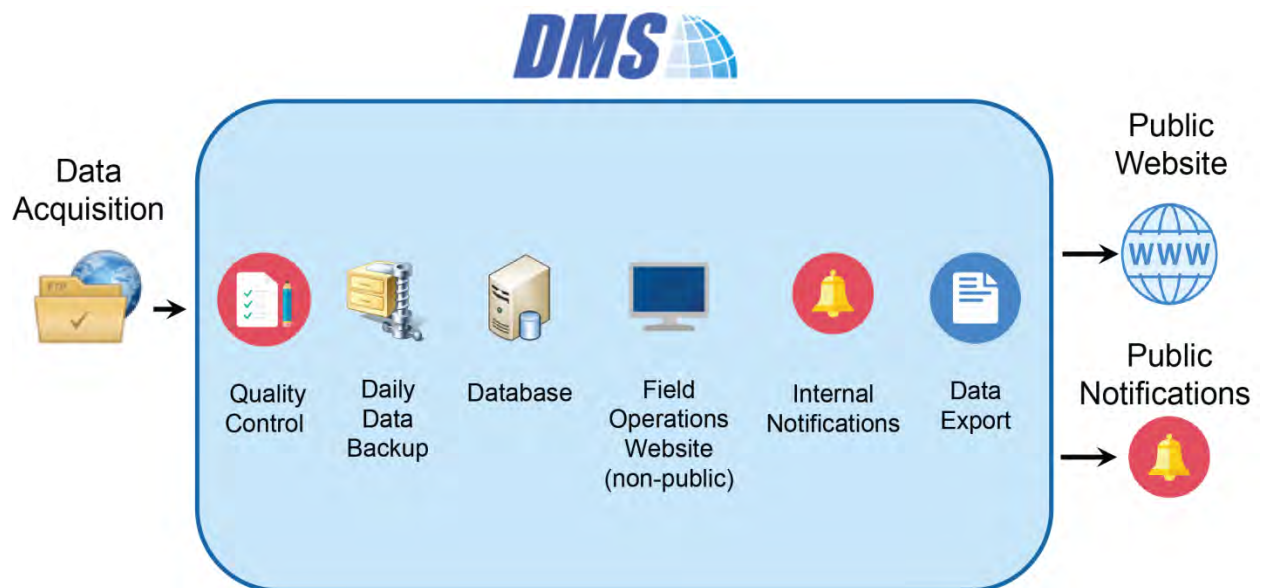 DMS
Data
Acquisition
FTP
Quality
Control
Daily
Data
Backup
Database
Field
Operations
Website
(non-public)
Internal
Notifications
Data
Export
Public
Website
WWW
Public
Notifications